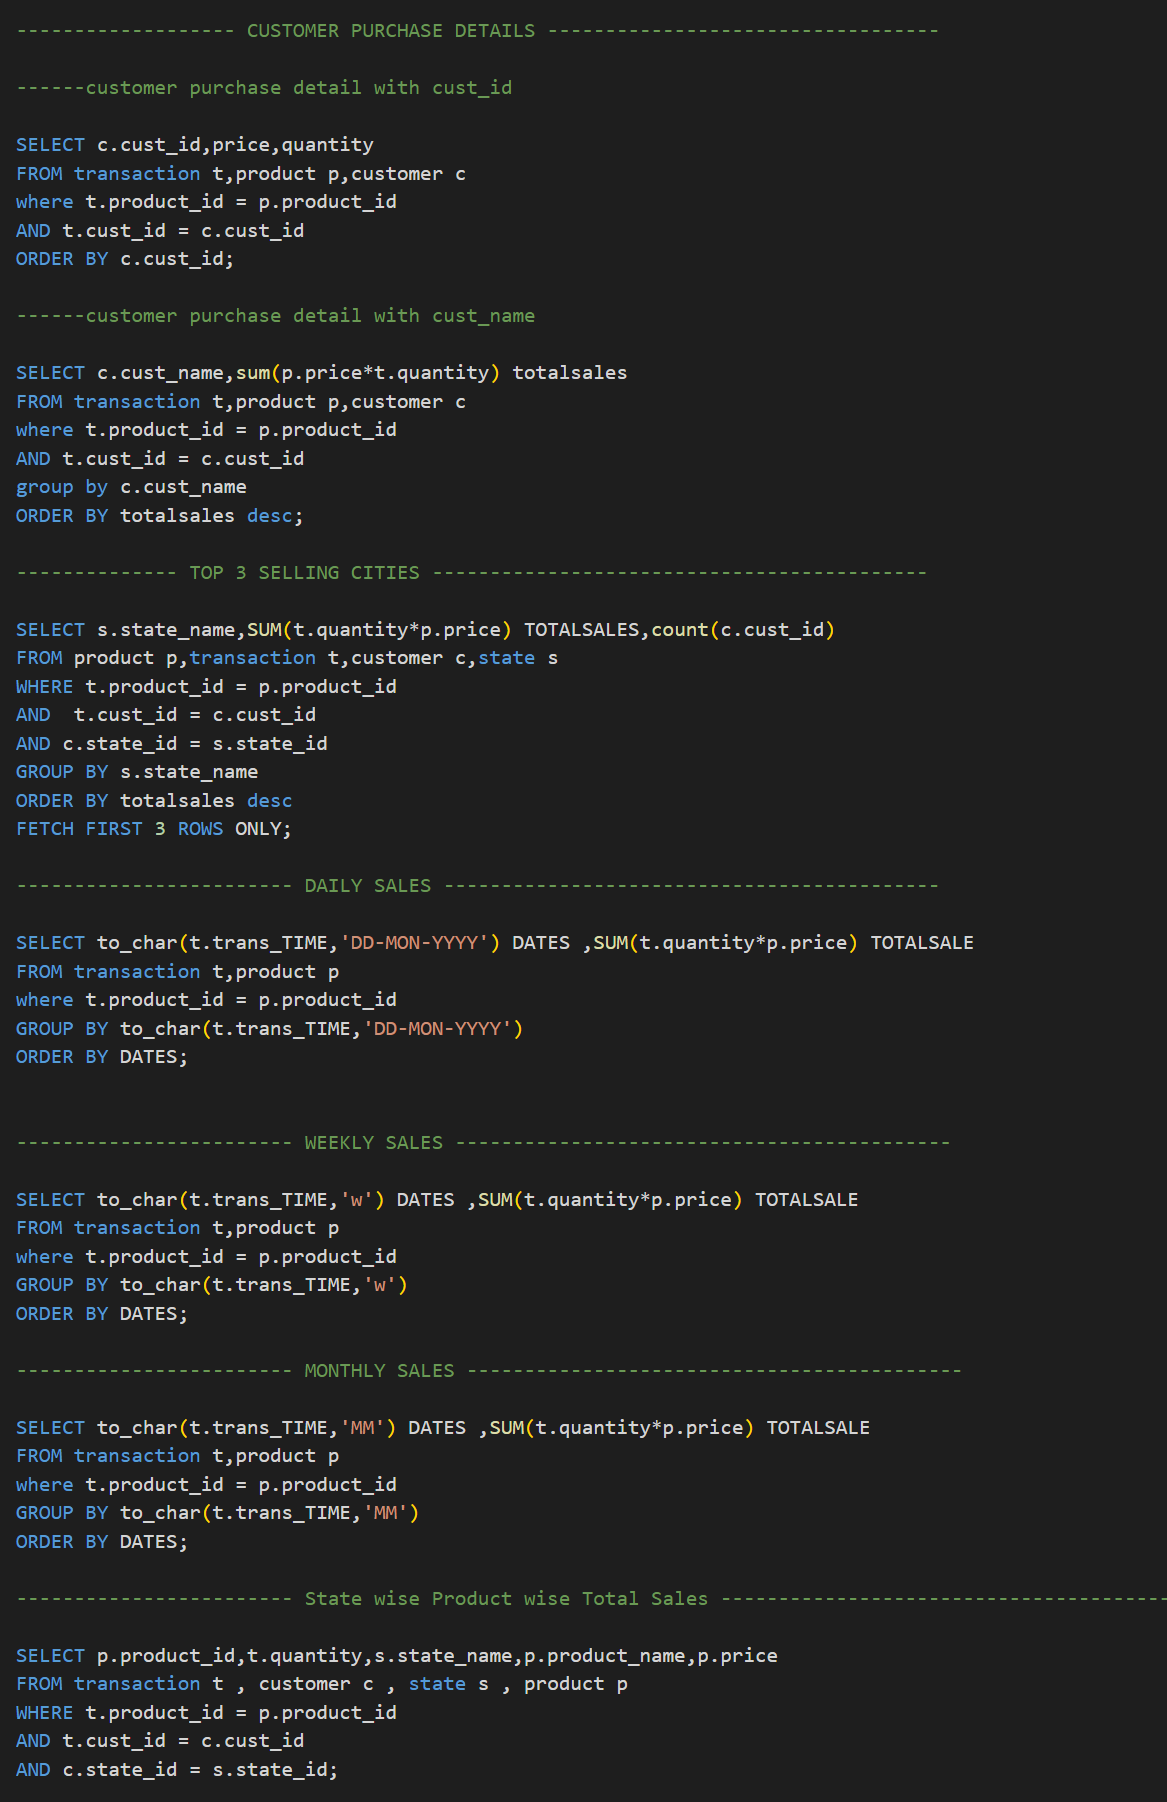 ------------------- CUSTOMER PURCHASE DETAILS ----------------------------------
------customer purchase detail with cust_id
SELECT c.cust_id,price,quantity
FROM transaction t,product p,customer c
where t.product_id = p.product_id
AND t.cust_id = c.cust_id
ORDER BY c.cust_id;
------customer purchase detail with cust_name
SELECT c.cust_name,sum(p.price*t.quantity) totalsales
FROM transaction t,product p,customer c
where t.product_id = p.product_id
AND t.cust_id = c.cust_id
group by c.cust_name
ORDER BY totalsales desc;
-------------- TOP 3 SELLING CITIES -------------------------------------------
SELECT s.state_name,SUM(t.quantity*p.price) TOTALSALES,count(c.cust_id)
FROM product p,transaction t,customer c,state s
WHERE t.product_id = p.product_id
AND  t.cust_id = c.cust_id
AND c.state_id = s.state_id
GROUP BY s.state_name
ORDER BY totalsales desc
FETCH FIRST 3 ROWS ONLY;
------------------------ DAILY SALES -------------------------------------------
SELECT to_char(t.trans_TIME,'DD-MON-YYYY') DATES ,SUM(t.quantity*p.price) TOTALSALE
FROM transaction t,product p
where t.product_id = p.product_id
GROUP BY to_char(t.trans_TIME,'DD-MON-YYYY')
ORDER BY DATES;
------------------------ WEEKLY SALES -------------------------------------------
SELECT to_char(t.trans_TIME,'w') DATES ,SUM(t.quantity*p.price) TOTALSALE
FROM transaction t,product p
where t.product_id = p.product_id
GROUP BY to_char(t.trans_TIME,'w')
ORDER BY DATES;
------------------------ MONTHLY SALES -------------------------------------------
SELECT to_char(t.trans_TIME,'MM') DATES ,SUM(t.quantity*p.price) TOTALSALE
FROM transaction t,product p
where t.product_id = p.product_id
GROUP BY to_char(t.trans_TIME,'MM')
ORDER BY DATES;
------------------------ State wise Product wise Total Sales ---------------------------------------
SELECT p.product_id,t.quantity,s.state_name,p.product_name,p.price
FROM transaction t , customer c , state s , product p
WHERE t.product_id = p.product_id
AND t.cust_id = c.cust_id
AND c.state_id = s.state_id;